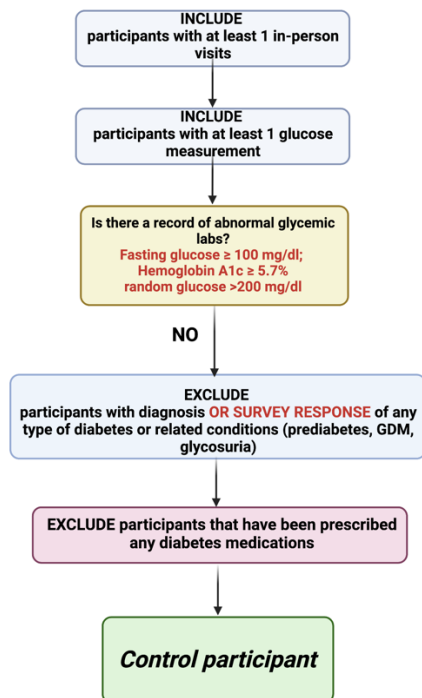 INCLUDE
participants with at least 1 in-person
visits
INCLUDE
participants with at least 1 glucose
measurement
Is there a record of abnormal glycemic
labs?
Fasting glucose ≥ 100 mg/dl;
Hemoglobin A1c ≥ 5.7%
random glucose >200 mg/dl
NO
EXCLUDE
participants with diagnosis OR SURVEY RESPONSE of any
type of diabetes or related conditions (prediabetes, GDM,
glycosuria)
EXCLUDE participants that have been prescribed
any diabetes medications
Control participant